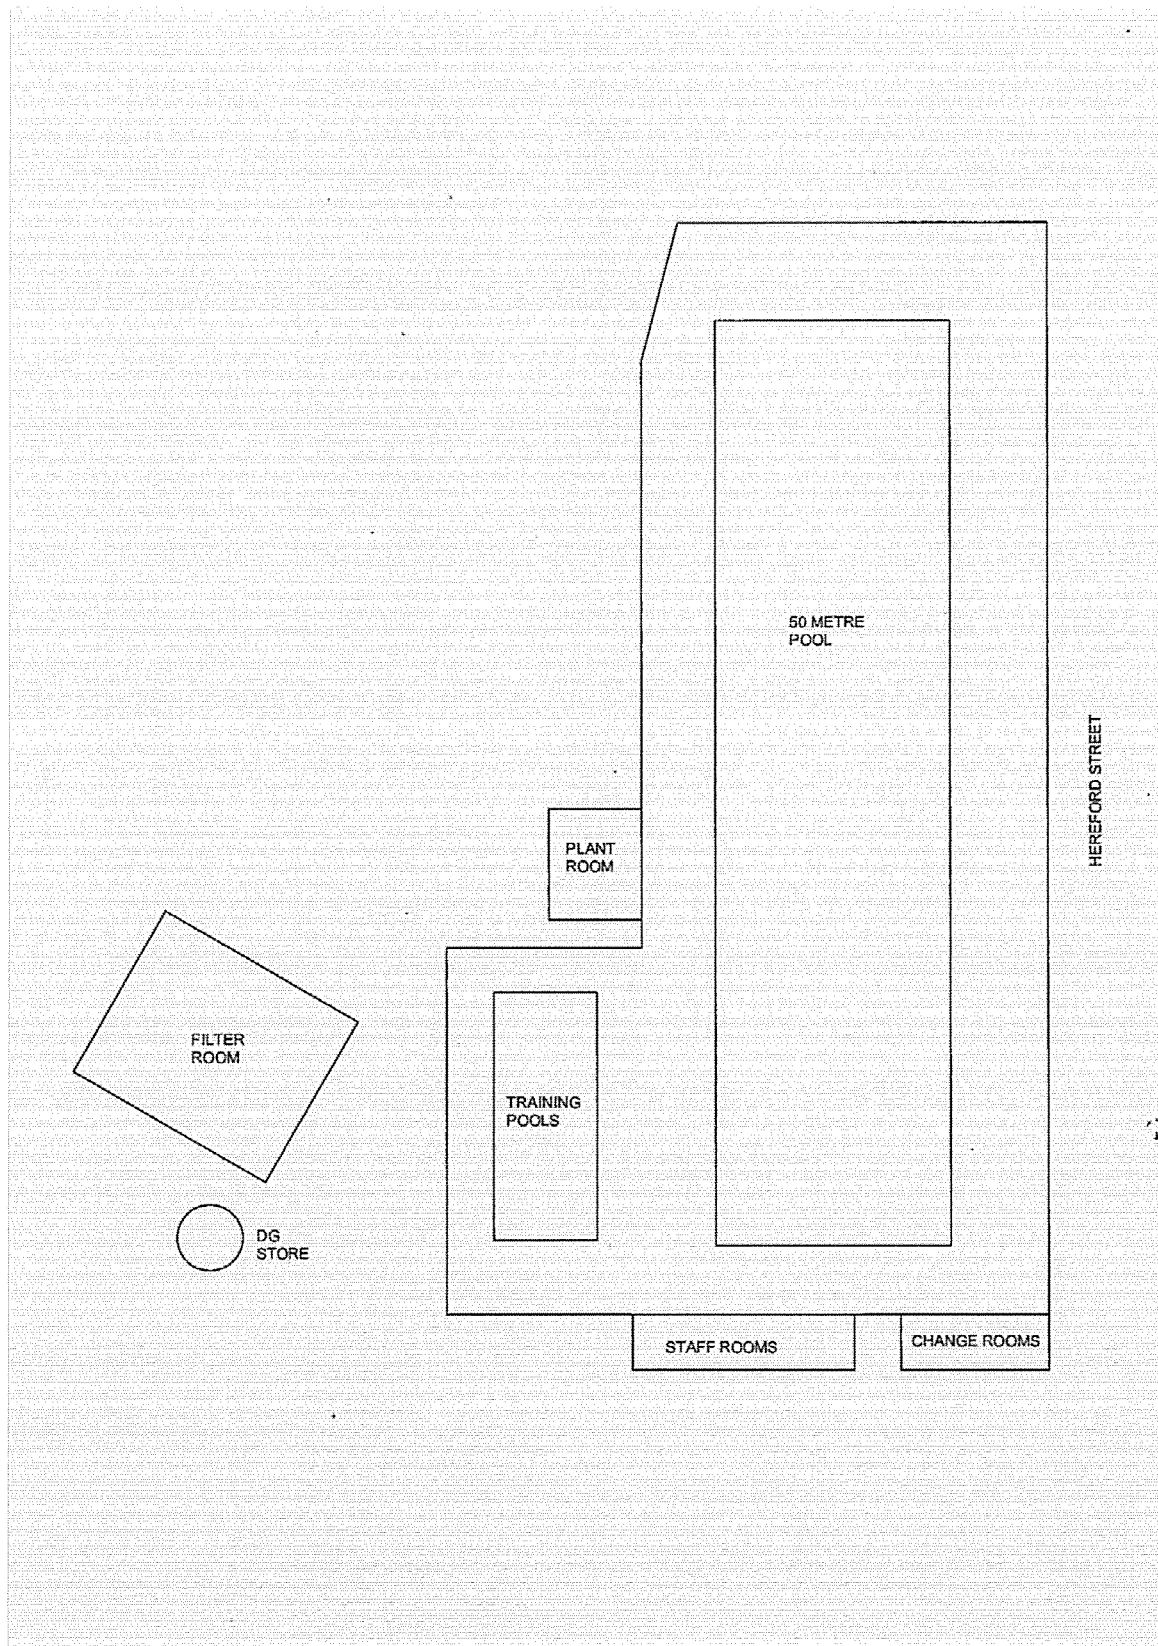 50 METRE
POOL
HEREFORD STREET
PLANT
ROOM
FILTER
ROOM
TRAINING
POOLS
DG
STORE
STAFF ROOMS
CHANGE ROOMS